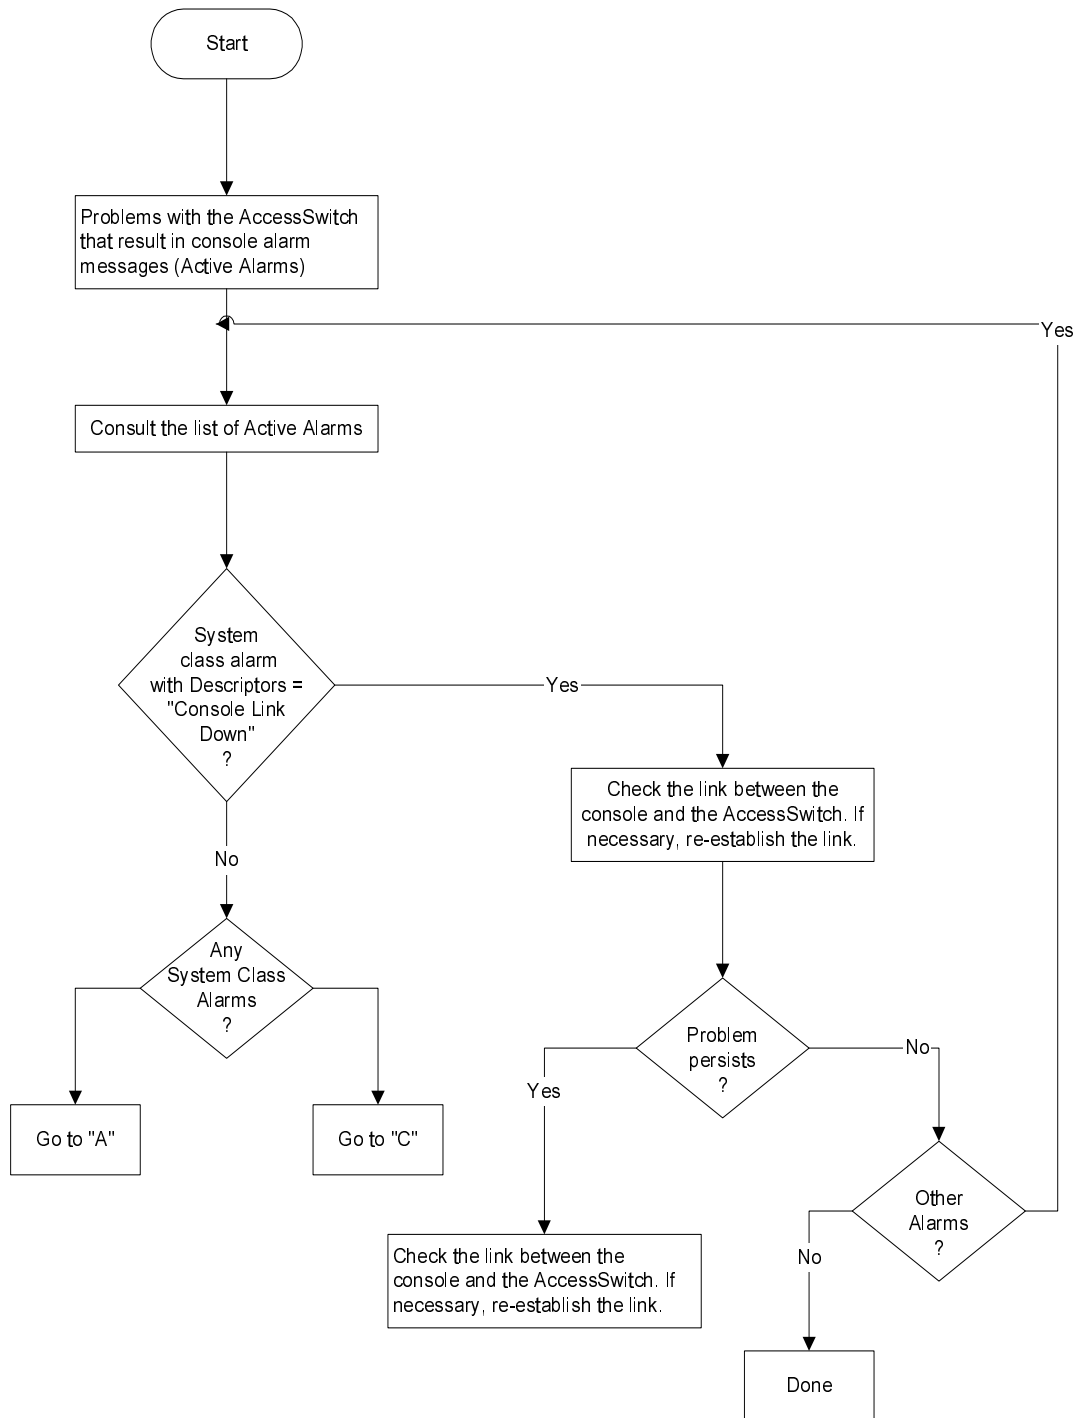 Start
Problems with the AccessSwitch
that result in console alarm
messages (Active Alarms)
Yes
Consult the list of Active Alarms
System
class alarm
with Descriptors =
"Console Link
Down"
?
Yes
Check the link between the
console and the AccessSwitch. If
necessary, re-establish the link.
No
Any
System Class
Alarms
?
Problem
persists
?
No
Yes
Go to "A"
Go to "C"
Other
Alarms
?
Check the link between the
console and the AccessSwitch. If
necessary, re-establish the link.
No
Done